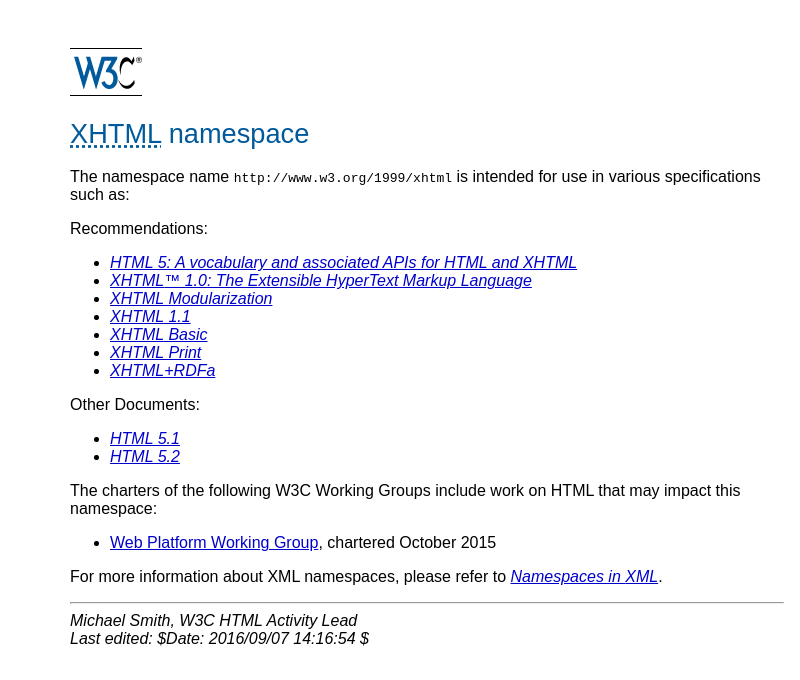 W3C®
XHTML namespace
The namespace name http://www.w3.org/1999/xhtml is intended for use in various specifications
such as:
Recommendations:
HTML 5: A vocabulary and associated APIs for HTML and XHTML
XHTML™ 1.0: The Extensible HyperText Markup Language
XHTML Modularization
XHTML 1.1
XHTML Basic
XHTML Print
XHTML+RDFa
Other Documents:
HTML 5.1
HTML 5.2
The charters of the following W3C Working Groups include work on HTML that may impact this
namespace:
Web Platform Working Group, chartered October 2015
For more information about XML namespaces, please refer to Namespaces in XML.
Michael Smith, W3C HTML Activity Lead
Last edited: $Date: 2016/09/07 14:16:54 $